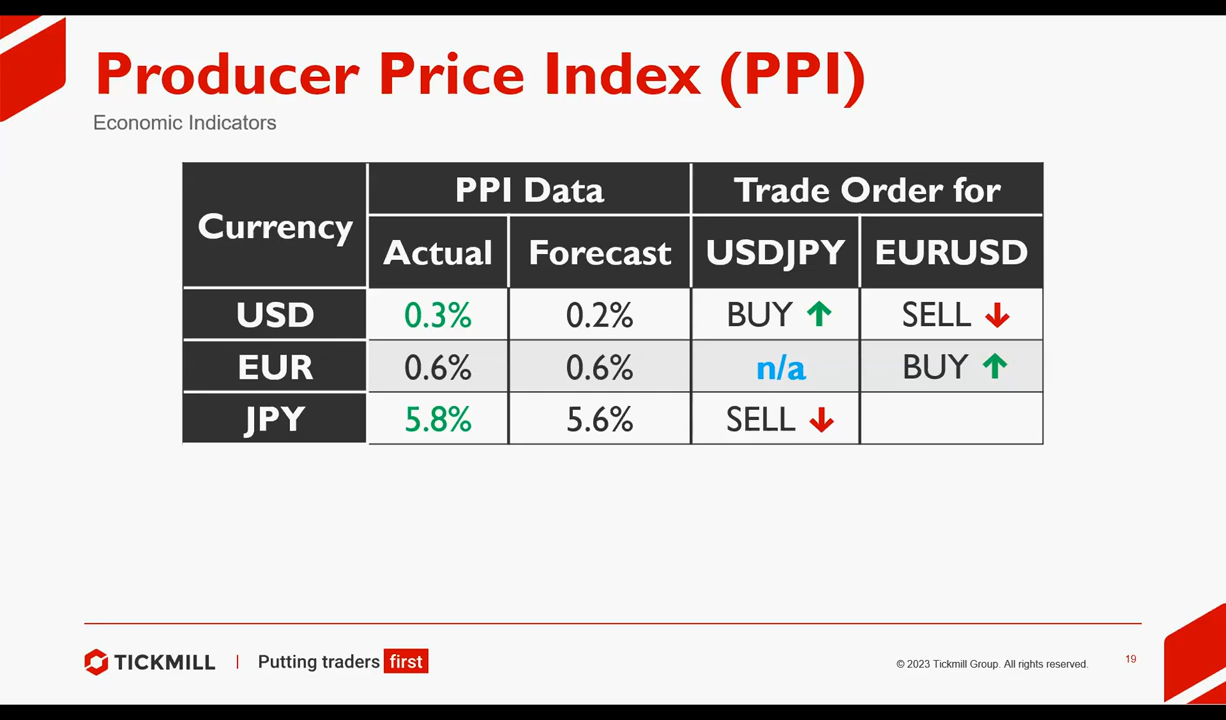 Producer Price Index (PPI)
Economic Indicators
Currency PPI Data Trade Order for
Actual Forecast USDJPY EURUSD
USD 0.3% 0.2% BUY ↑ SELL ↓
EUR 0.6% 0.6% n/a BUY ↑
JPY 5.8% 5.6% SELL ↓
TICKMILL | Putting traders first
© 2023 Tickmill Group. All rights reserved. 19